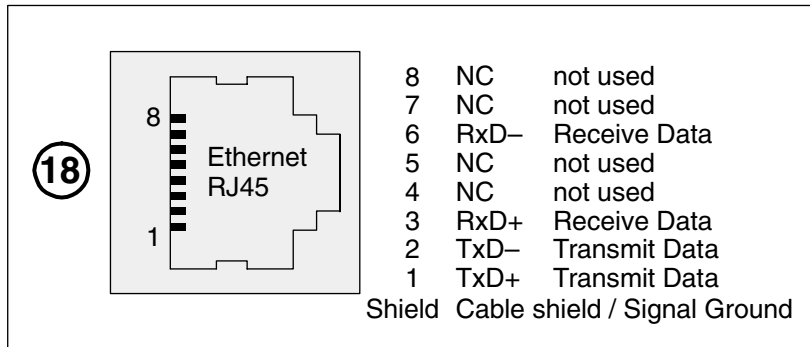 18
8
Ethernet
RJ45
1
8 NC not used
7 NC not used
6 RxD– Receive Data
5 NC not used
4 NC not used
3 RxD+ Receive Data
2 TxD– Transmit Data
1 TxD+ Transmit Data
Shield Cable shield / Signal Ground